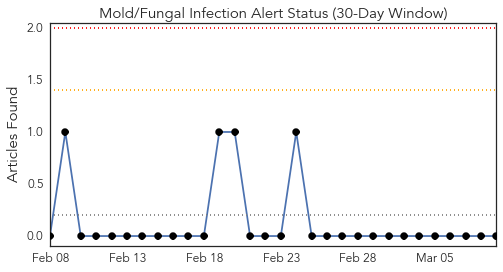 Mold/Fungal Infection Alert Status (30-Day Window)
Articles Found
2.0
1.5
1.0
0.5
0.0
Feb 08 Feb 13 Feb 18 Feb 23 Feb 28 Mar 05